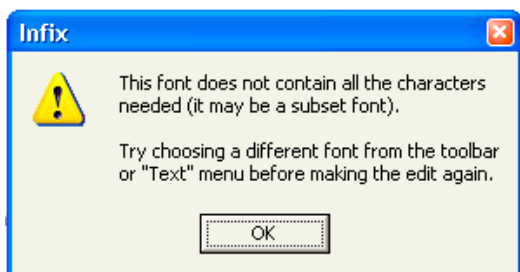 Infix
This font does not contain all the characters
needed (it may be a subset font).
Try choosing a different font from the toolbar
or "Text" menu before making the edit again.
OK